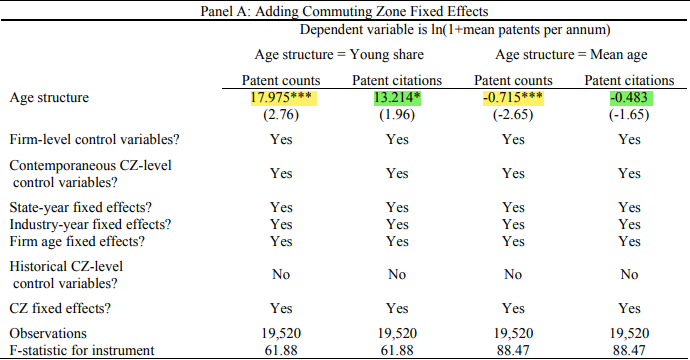 Panel A: Adding Commuting Zone Fixed Effects
Dependent variable is ln(1+mean patents per annum)
Age structure = Young share Age structure = Mean age
Patent counts Patent citations Patent counts Patent citations
Age structure 17.975*** 13.214* -0.715*** -0.483
(2.76) (1.96) (-2.65) (-1.65)
Firm-level control variables? Yes Yes Yes Yes
Contemporaneous CZ-level
control variables? Yes Yes Yes Yes
State-year fixed effects? Yes Yes Yes Yes
Industry-year fixed effects? Yes Yes Yes Yes
Firm age fixed effects? Yes Yes Yes Yes
Historical CZ-level
control variables? No No No No
CZ fixed effects? Yes Yes Yes Yes
Observations 19,520 19,520 19,520 19,520
F-statistic for instrument 61.88 61.88 88.47 88.47